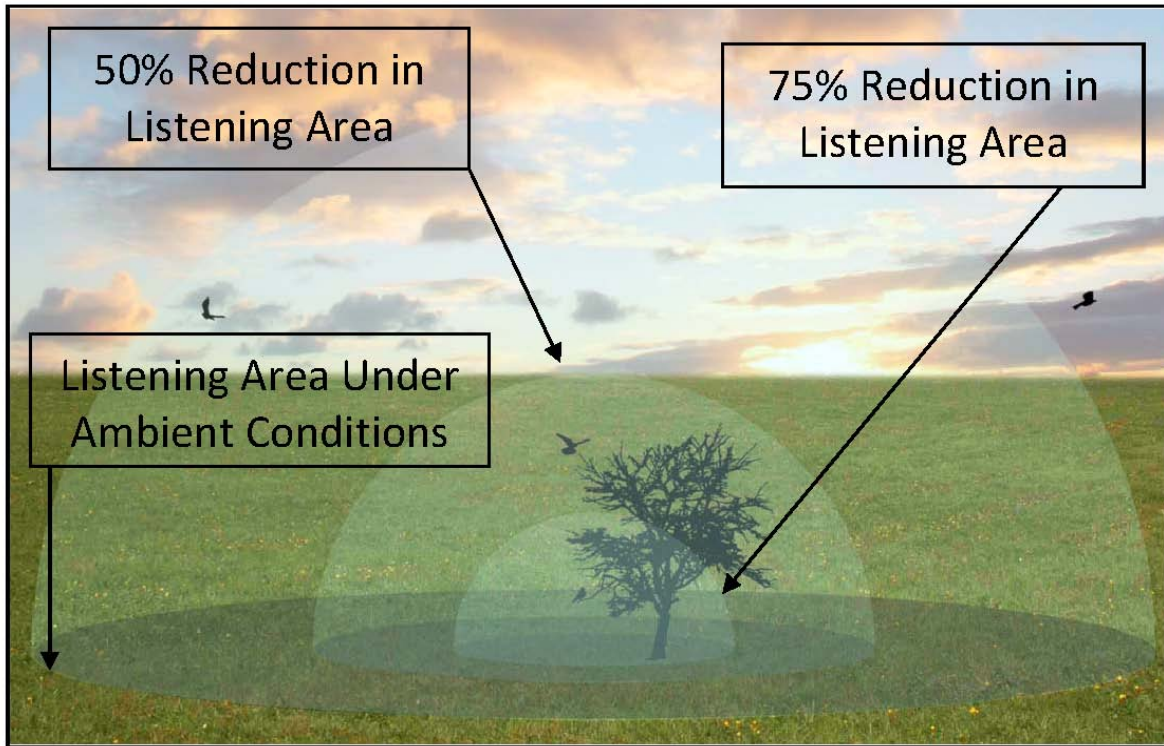 50% Reduction in
Listening Area
75% Reduction in
Listening Area
Listening Area Under
Ambient Conditions